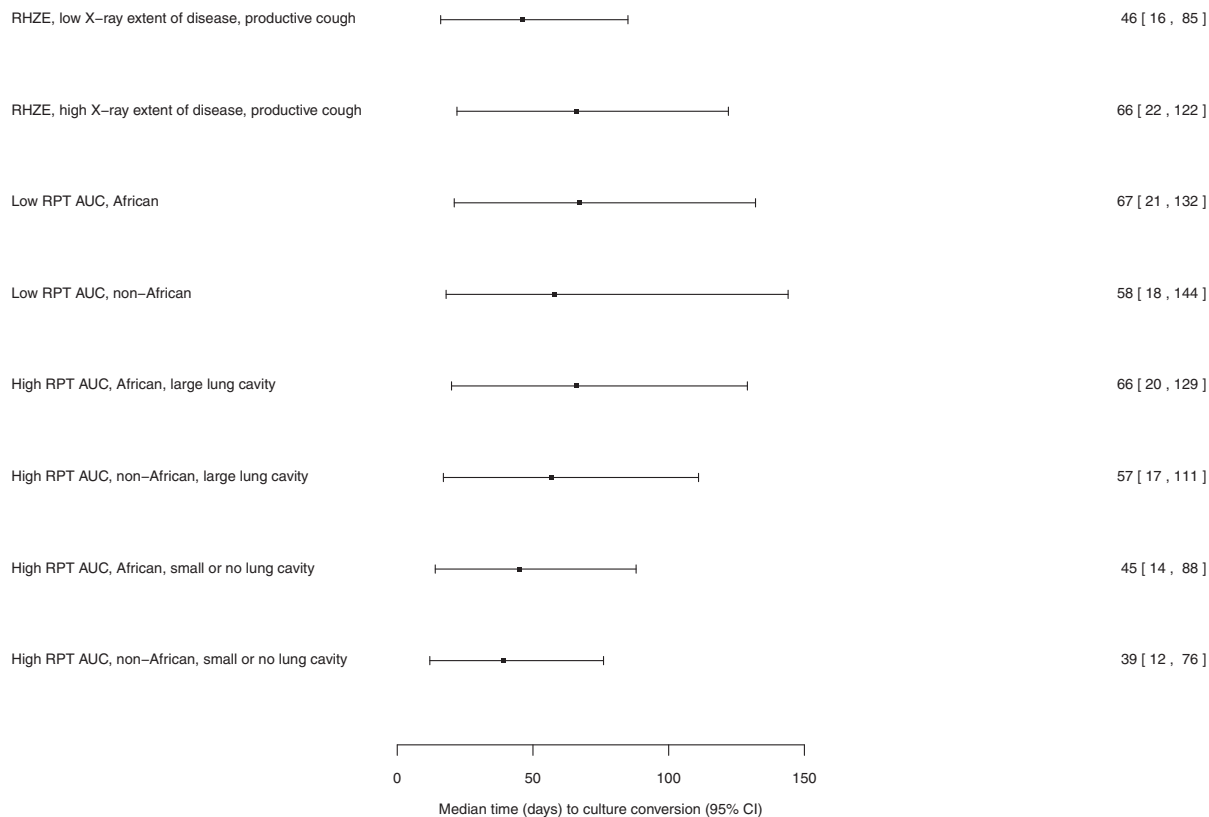 RHZE, low X−ray extent of disease, productive cough 46 [ 16 , 85 ]
RHZE, high X−ray extent of disease, productive cough 66 [ 22 , 122 ]
Low RPT AUC, African 67 [ 21 , 132 ]
Low RPT AUC, non−African 58 [ 18 , 144 ]
High RPT AUC, African, large lung cavity 66 [ 20 , 129 ]
High RPT AUC, non−African, large lung cavity 57 [ 17 , 111 ]
High RPT AUC, African, small or no lung cavity 45 [ 14 , 88 ]
High RPT AUC, non−African, small or no lung cavity 39 [ 12 , 76 ]
0 50 100 150
Median time (days) to culture conversion (95% CI)